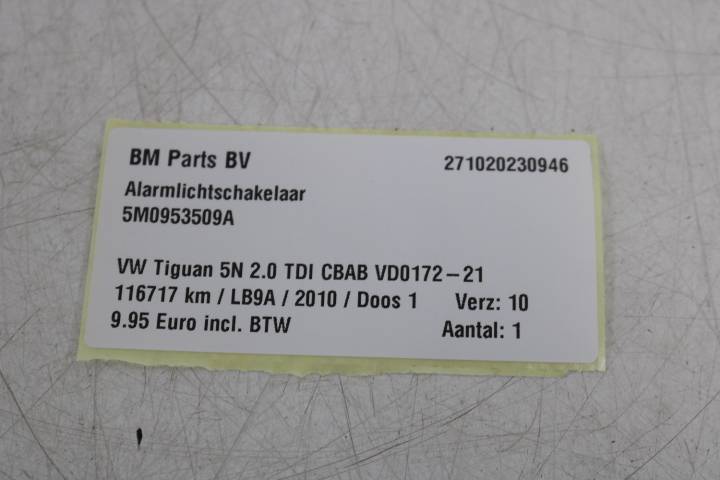 BM Parts BV 271020230946
Alarmlichtschakelaar
5M0953509A
VW Tiguan 5N 2.0 TDI CBAB VD0172-21
116717 km / LB9A / 2010 / Doos 1 Verz: 10
9.95 Euro incl. BTW Aantal: 1